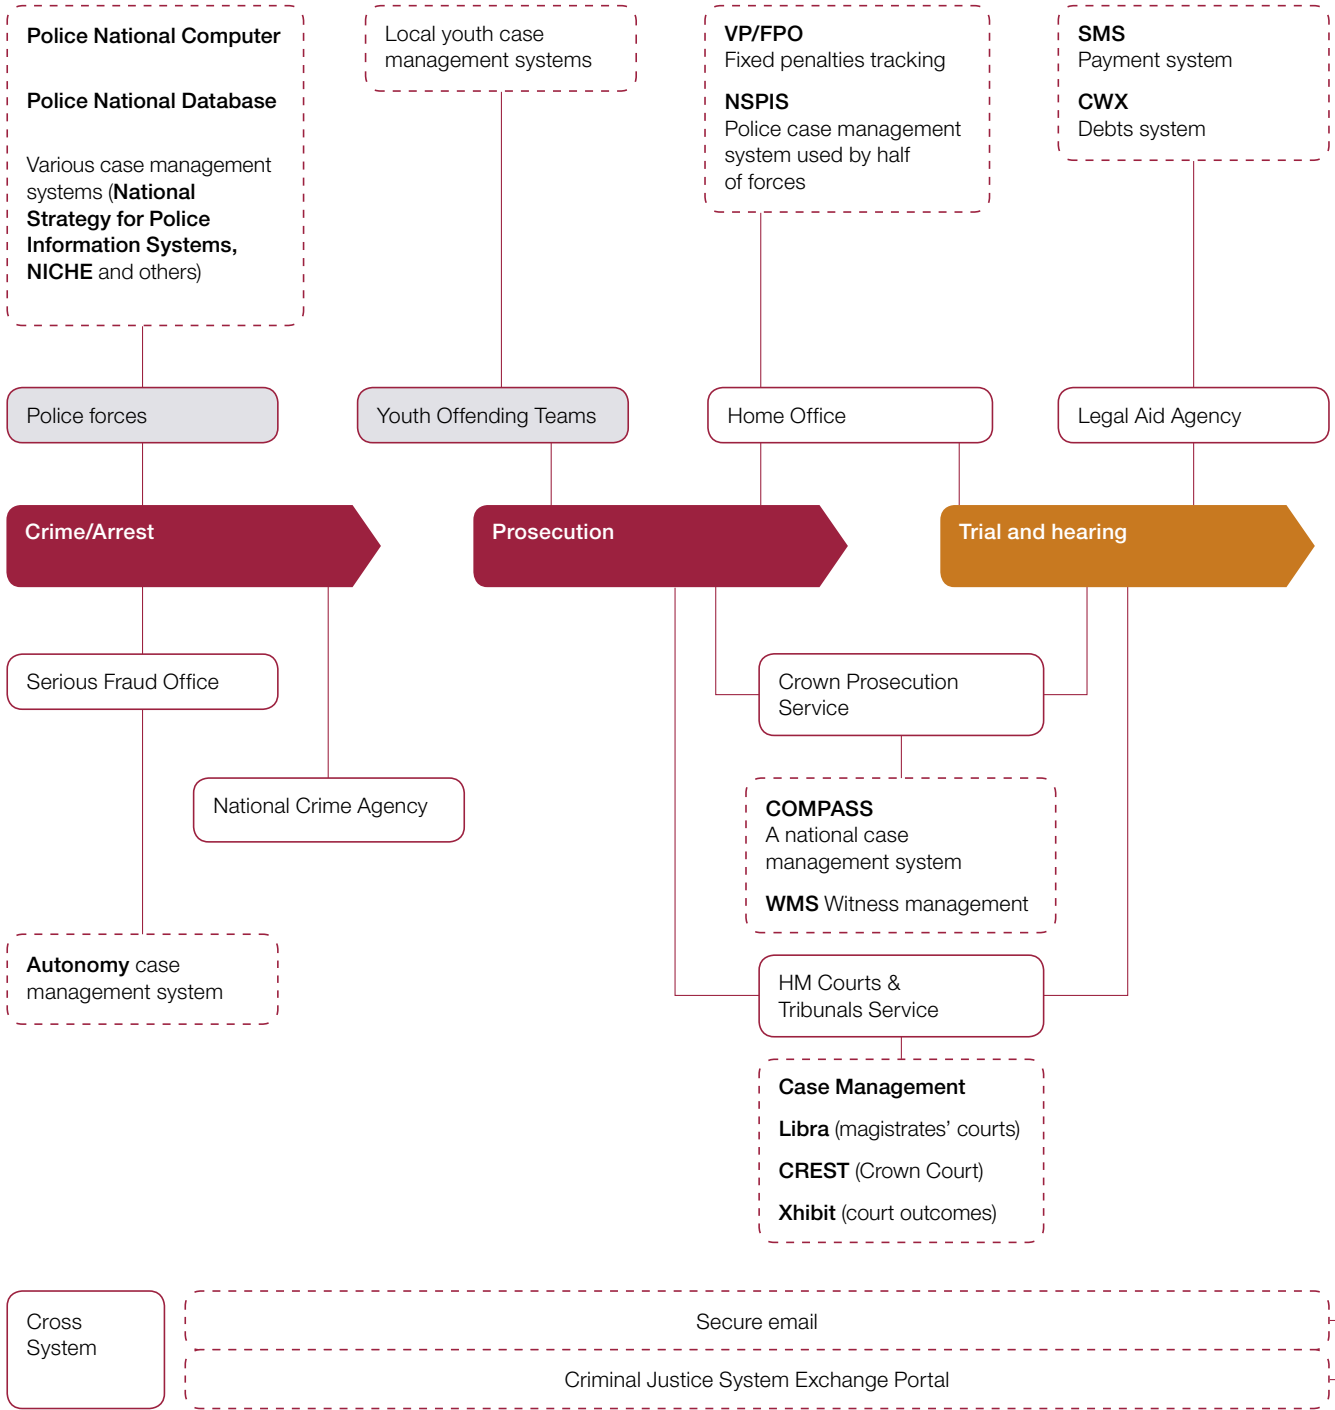 Police National Computer
Police National Database
Various case management
systems (National
Strategy for Police
Information Systems,
NICHE and others)
Local youth case
management systems
VP/FPO
Fixed penalties tracking
NSPIS
Police case management
system used by half
of forces
SMS
Payment system
CWX
Debts system
Police forces
Youth Offending Teams
Home Office
Legal Aid Agency
Crime/Arrest
Prosecution
Trial and hearing
Serious Fraud Office
National Crime Agency
Autonomy case
management system
Crown Prosecution
Service
COMPASS
A national case
management system
WMS Witness management
HM Courts &
Tribunals Service
Case Management
Libra (magistrates’ courts)
CREST (Crown Court)
Xhibit (court outcomes)
Cross
System
Secure email
Criminal Justice System Exchange Portal